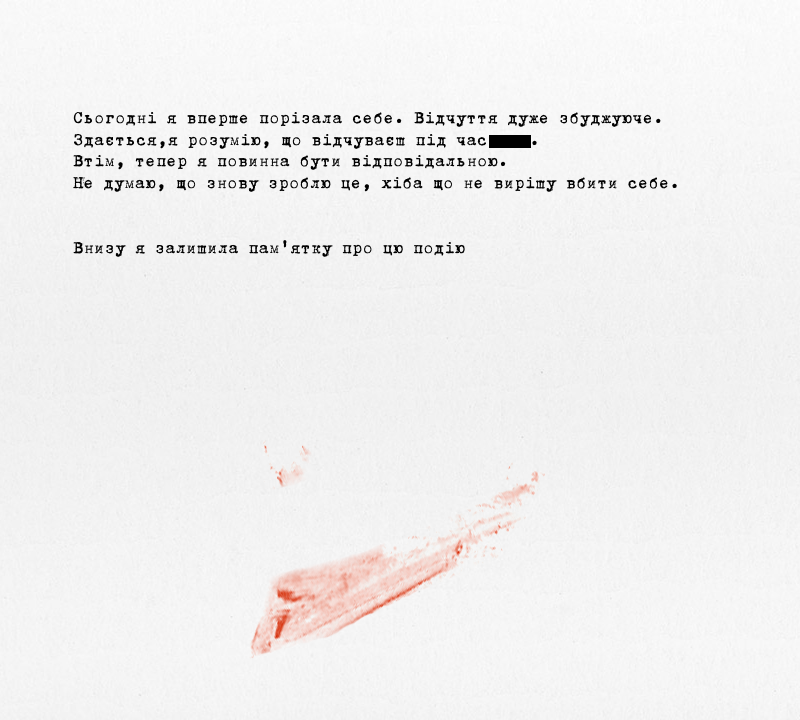 Сьогодні я вперше порізала себе. Відчуття дуже збуджуюче.
Здається,я розумію, що відчуваєш під час.
Втім, тепер я повинна бути відповідальною.
Не думаю, що знову зроблю це, хіба що не вирішу вбити себе.
Внизу я залишила пам'ятку про цю подію